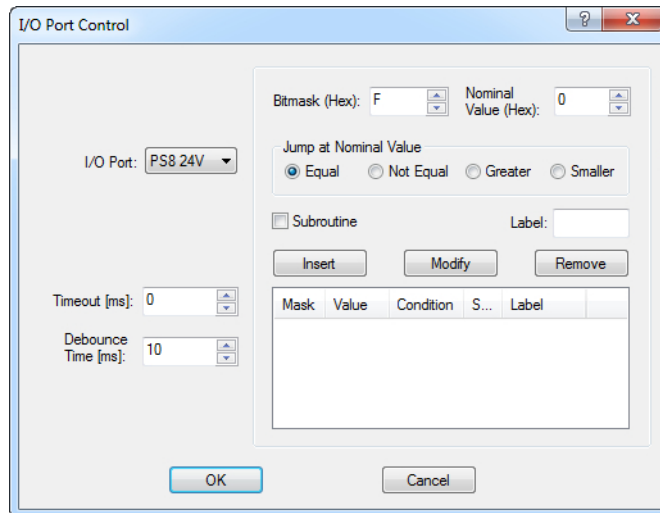 I/O Port Control
?
Bitmask (Hex): F
Nominal
Value (Hex): 0
I/O Port: PS8 24V
Jump at Nominal Value
Equal Not Equal Greater Smaller
Subroutine Label:
Insert Modify Remove
Timeout [ms]: 0
Debounce
Time [ms]: 10
Mask Value Condition S... Label
OK Cancel